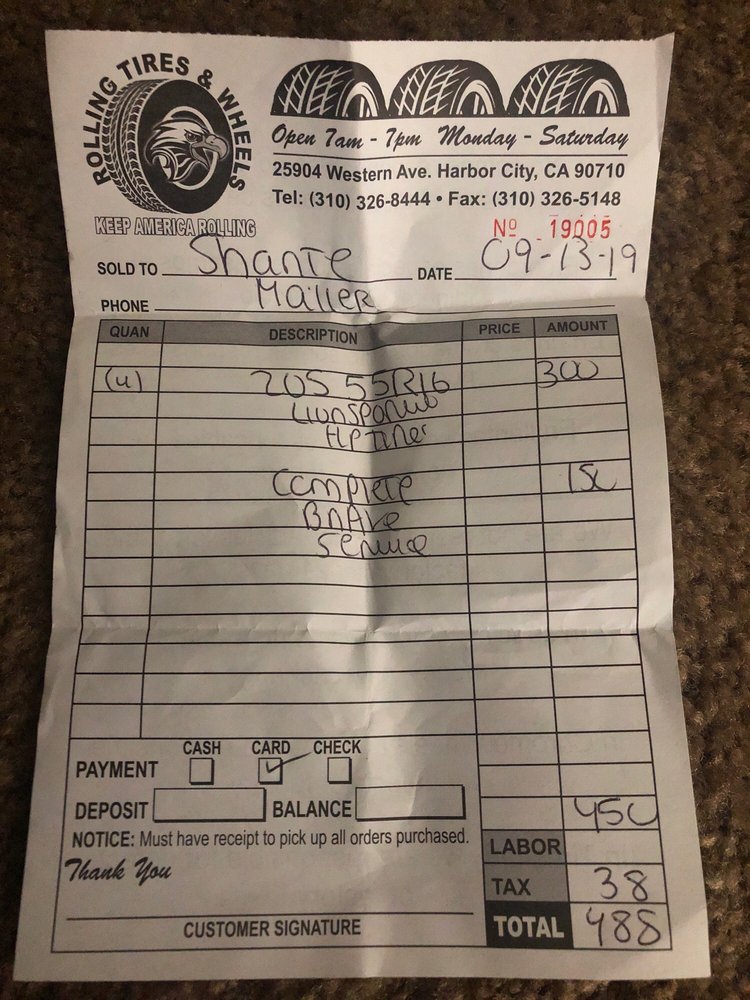 ROLLING TIRES & WHEELS
KEEP AMERICA ROLLING
Open 7am - 7pm Monday - Saturday
25904 Western Ave. Harbor City, CA 90710
Tel: (310) 326-8444 • Fax: (310) 326-5148
Nº 19005
SOLD TO Shante DATE 09-13-19
PHONE Maller
QUAN DESCRIPTION PRICE AMOUNT
(4) 205 55R16 300
HP Tires
Complete 150
Brake
Service
CASH CARD CHECK
PAYMENT
DEPOSIT BALANCE
450
NOTICE: Must have receipt to pick up all orders purchased.
LABOR
Thank You
TAX 38
CUSTOMER SIGNATURE
TOTAL 488